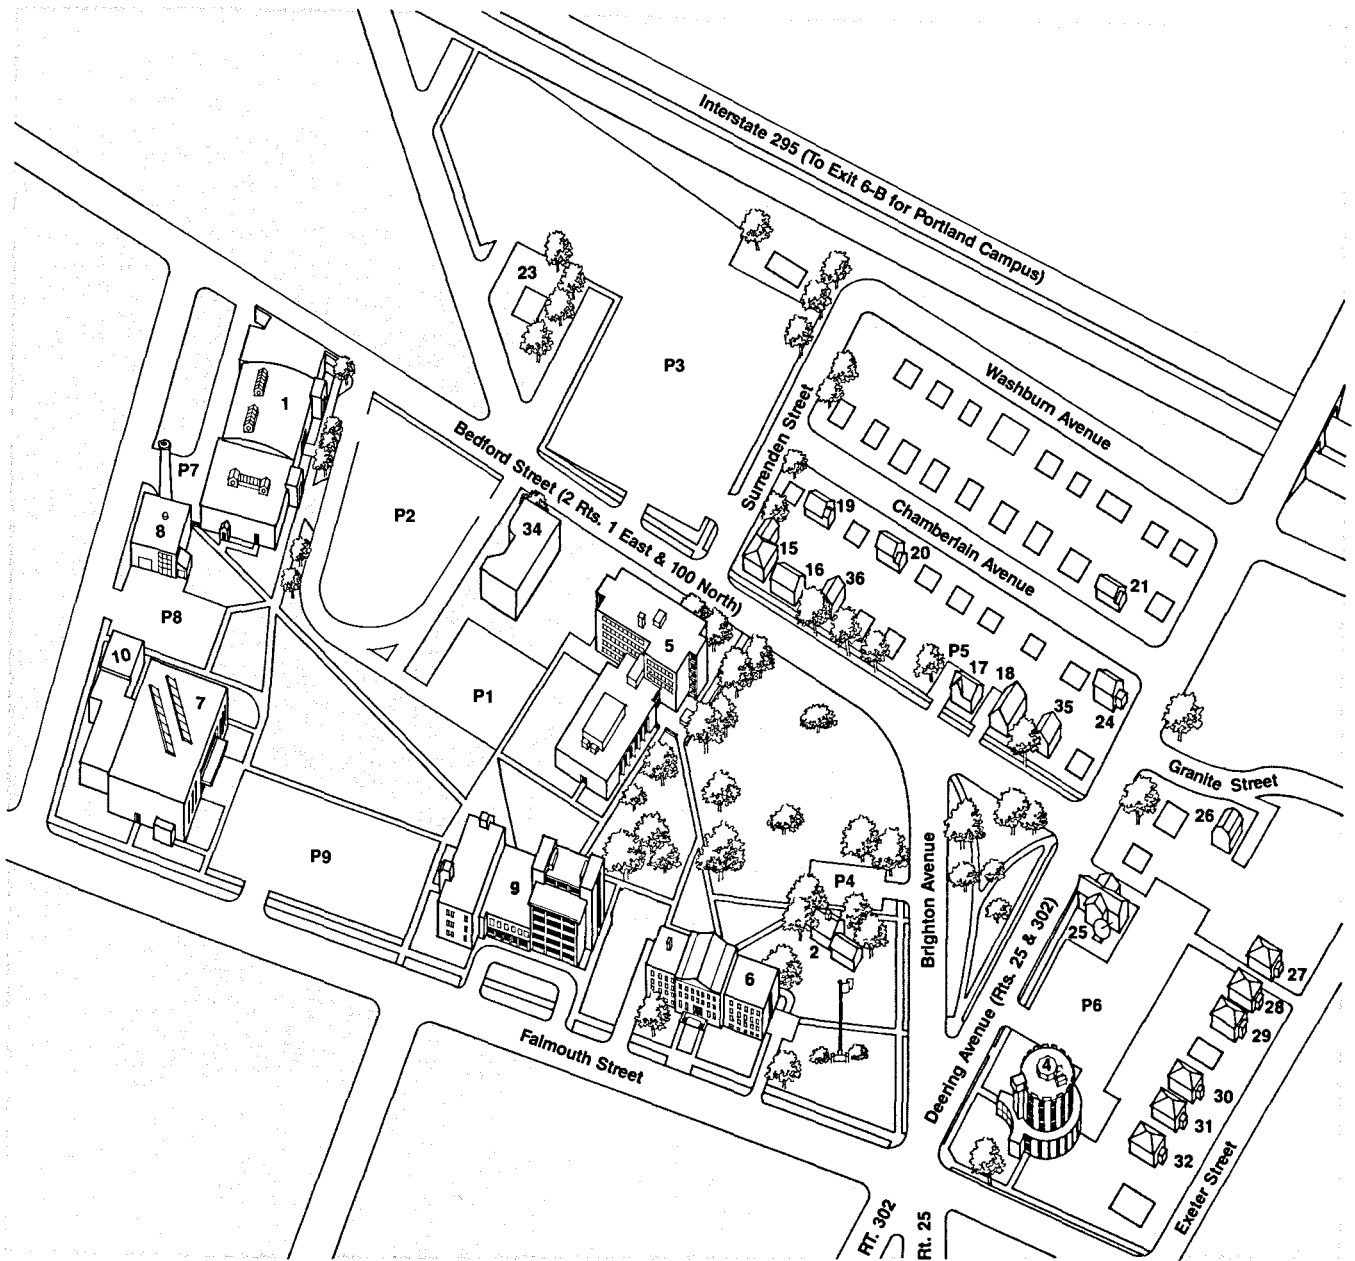 Interstate 295 (To Exit 6-B for Portland Campus)
23
P3
Washburn Avenue
1
Surrenden Street
Bedford Street (2 Rts. 1 East & 100 North)
P7
P2
34
19
Chamberlain Avenue
8
15
20
16
36
21
P8
10
5
P5
17
18
7
P1
35
24
Granite Street
26
P9
9
P4
Brighton Avenue
25
2
6
27
28
29
P6
Deering Avenue (Rts. 25 & 302)
Falmouth Street
4
30
31
32
Exeter Street
RT. 302
Rt. 25